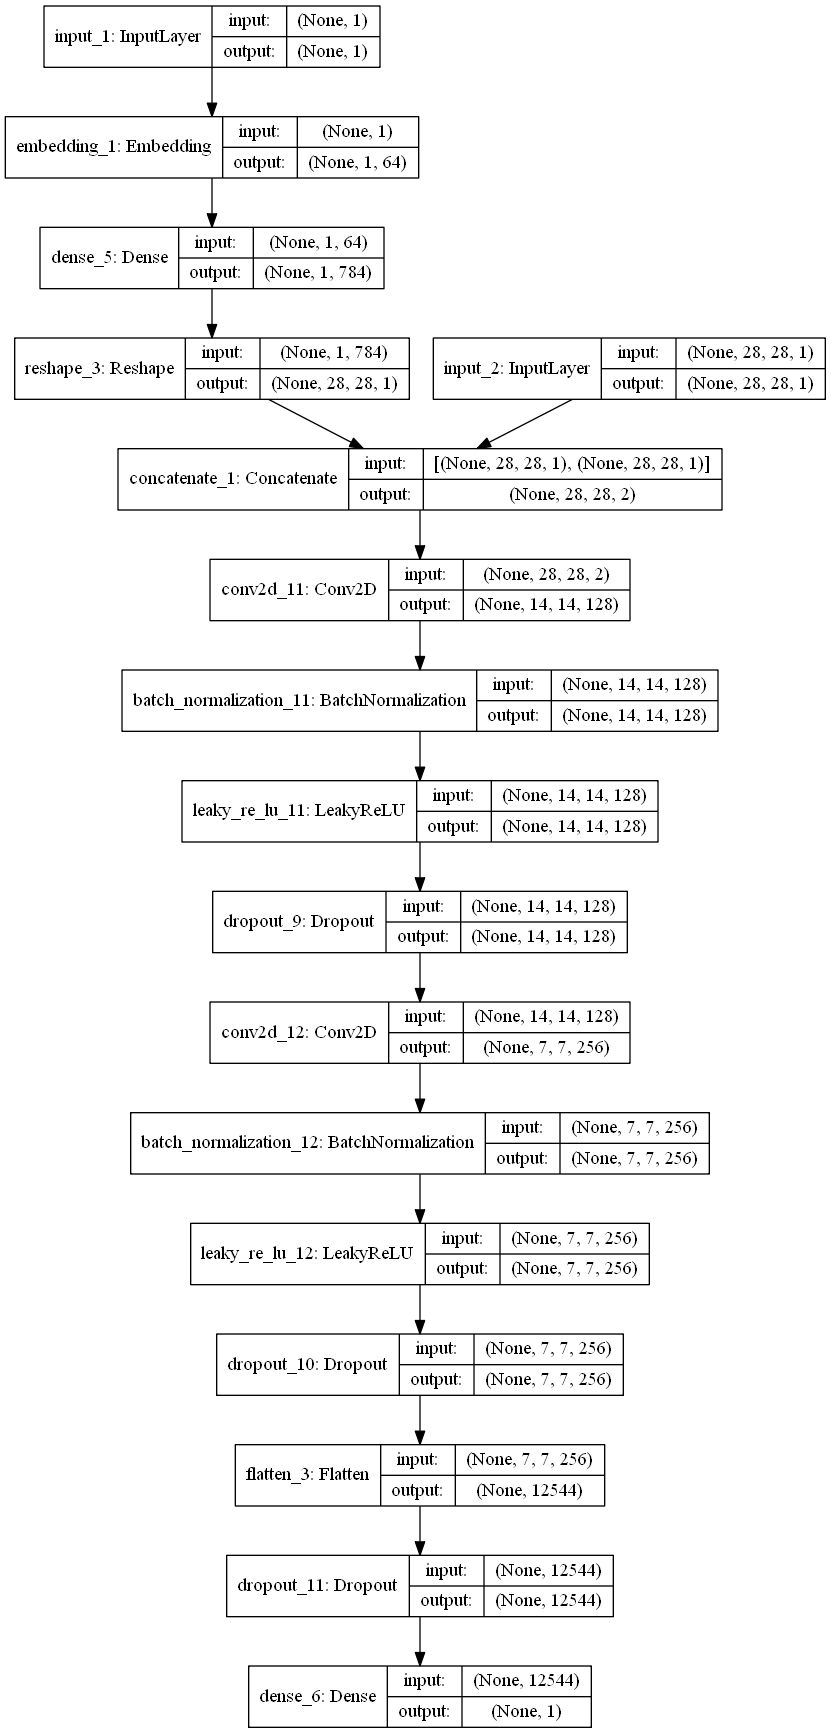 input_1: InputLayer
input: (None, 1)
output: (None, 1)
embedding_1: Embedding
input: (None, 1)
output: (None, 1, 64)
dense_5: Dense
input: (None, 1, 64)
output: (None, 1, 784)
reshape_3: Reshape
input: (None, 1, 784)
output: (None, 28, 28, 1)
input_2: InputLayer
input: (None, 28, 28, 1)
output: (None, 28, 28, 1)
concatenate_1: Concatenate
input: [(None, 28, 28, 1), (None, 28, 28, 1)]
output: (None, 28, 28, 2)
conv2d_11: Conv2D
input: (None, 28, 28, 2)
output: (None, 14, 14, 128)
batch_normalization_11: BatchNormalization
input: (None, 14, 14, 128)
output: (None, 14, 14, 128)
leaky_re_lu_11: LeakyReLU
input: (None, 14, 14, 128)
output: (None, 14, 14, 128)
dropout_9: Dropout
input: (None, 14, 14, 128)
output: (None, 14, 14, 128)
conv2d_12: Conv2D
input: (None, 14, 14, 128)
output: (None, 7, 7, 256)
batch_normalization_12: BatchNormalization
input: (None, 7, 7, 256)
output: (None, 7, 7, 256)
leaky_re_lu_12: LeakyReLU
input: (None, 7, 7, 256)
output: (None, 7, 7, 256)
dropout_10: Dropout
input: (None, 7, 7, 256)
output: (None, 7, 7, 256)
flatten_3: Flatten
input: (None, 7, 7, 256)
output: (None, 12544)
dropout_11: Dropout
input: (None, 12544)
output: (None, 12544)
dense_6: Dense
input: (None, 12544)
output: (None, 1)